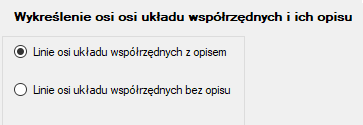 Wykreślenie osi osi układu współrzędnych i ich opisu
Linie osi układu współrzędnych z opisem
Linie osi układu współrzędnych bez opisu